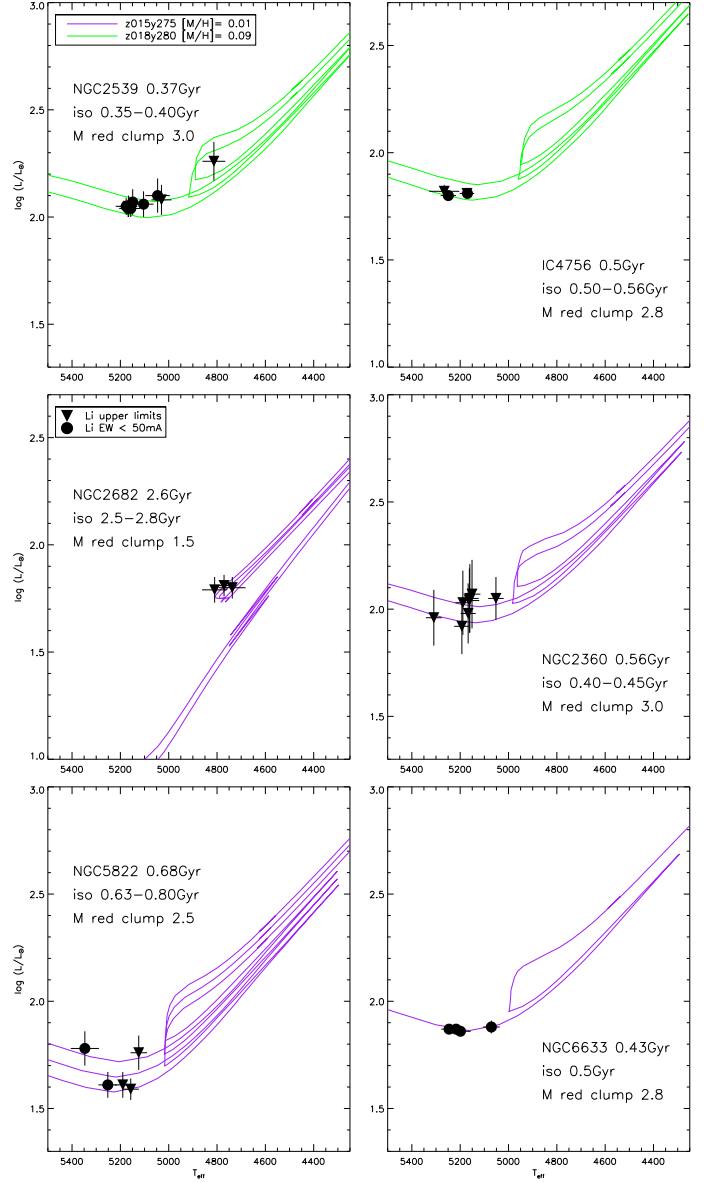 3.0
z015y275 [M/H]= 0.01
z018y280 [M/H]= 0.09
NGC2539 0.37Gyr
iso 0.35−0.40Gyr
M red clump 3.0
2.5
2.0
1.5
log (L/L⊙)
5400 5200 5000 4800 4600 4400
2.5
2.0
1.5
1.0
IC4756 0.5Gyr
iso 0.50−0.56Gyr
M red clump 2.8
5400 5200 5000 4800 4600 4400
Li upper limits
Li EW < 50mA
NGC2682 2.6Gyr
iso 2.5−2.8Gyr
M red clump 1.5
2.5
2.0
1.5
1.0
log (L/L⊙)
5400 5200 5000 4800 4600 4400
3.0
2.5
2.0
1.5
NGC2360 0.56Gyr
iso 0.40−0.45Gyr
M red clump 3.0
5400 5200 5000 4800 4600 4400
3.0
NGC5822 0.68Gyr
iso 0.63−0.80Gyr
M red clump 2.5
2.5
2.0
1.5
log (L/L⊙)
5400 5200 5000 4800 4600 4400
Teff
3.0
2.5
2.0
1.5
NGC6633 0.43Gyr
iso 0.5Gyr
M red clump 2.8
5400 5200 5000 4800 4600 4400
Teff